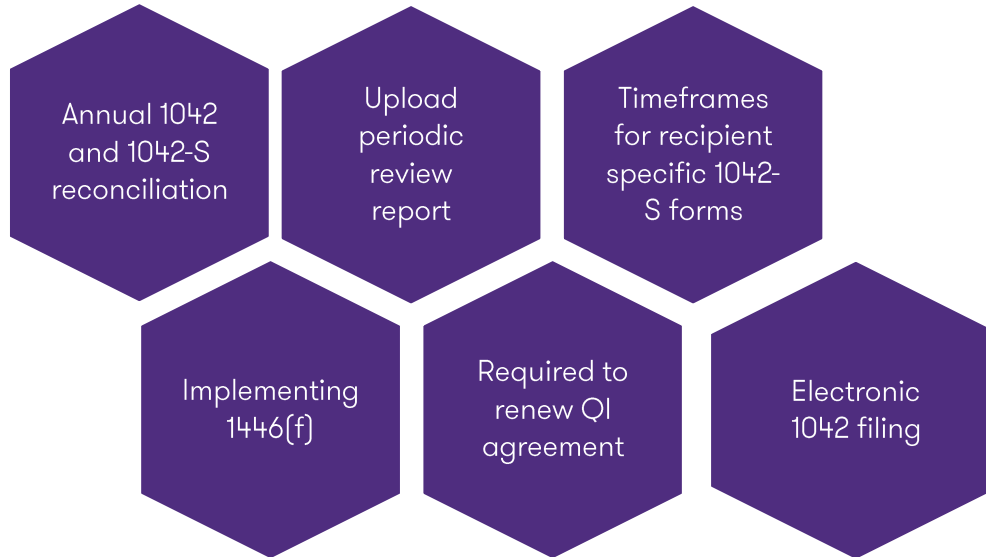 Annual 1042
and 1042-S
reconciliation
Upload
periodic
review
report
Timeframes
for recipient
specific 1042-
S forms
Implementing
1446(f)
Required to
renew QI
agreement
Electronic
1042 filing